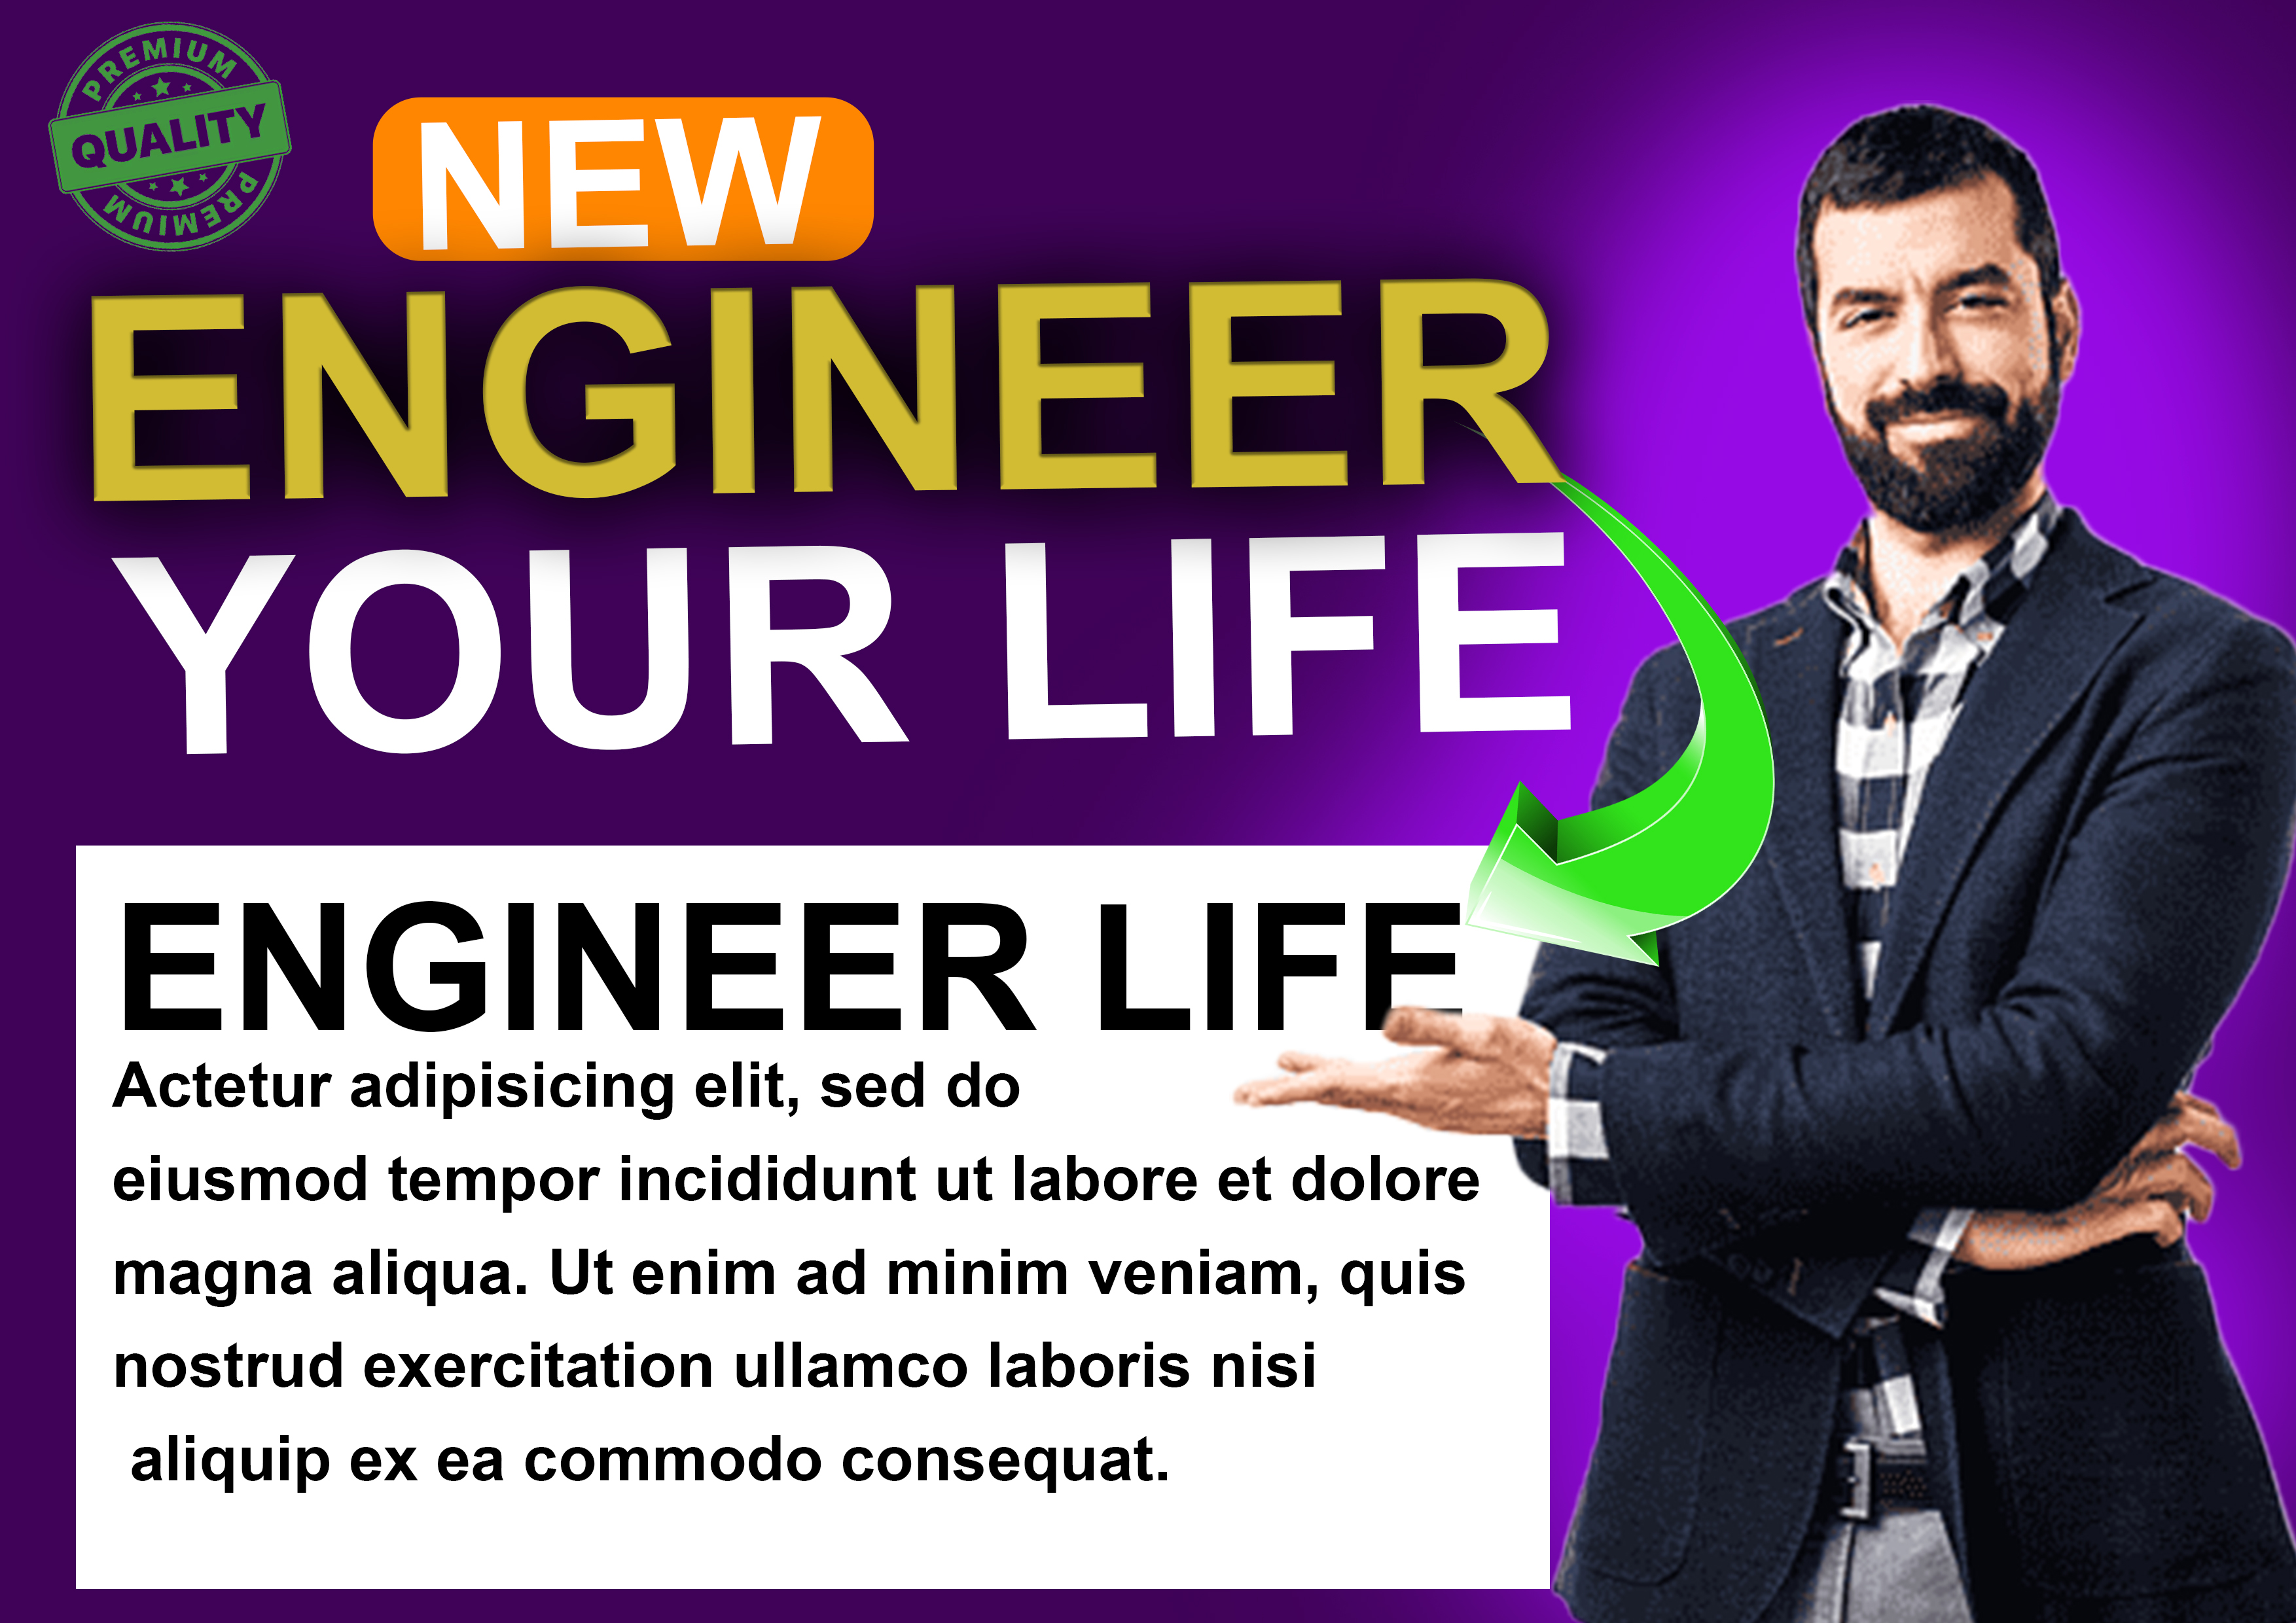 PREMIUM
QUALITY
PREMIUM
NEW
ENGINEER
YOUR LIFE
ENGINEER LIFE
Actetur adipisicing elit, sed do
eiusmod tempor incididunt ut labore et dolore
magna aliqua. Ut enim ad minim veniam, quis
nostrud exercitation ullamco laboris nisi
aliquip ex ea commodo consequat.